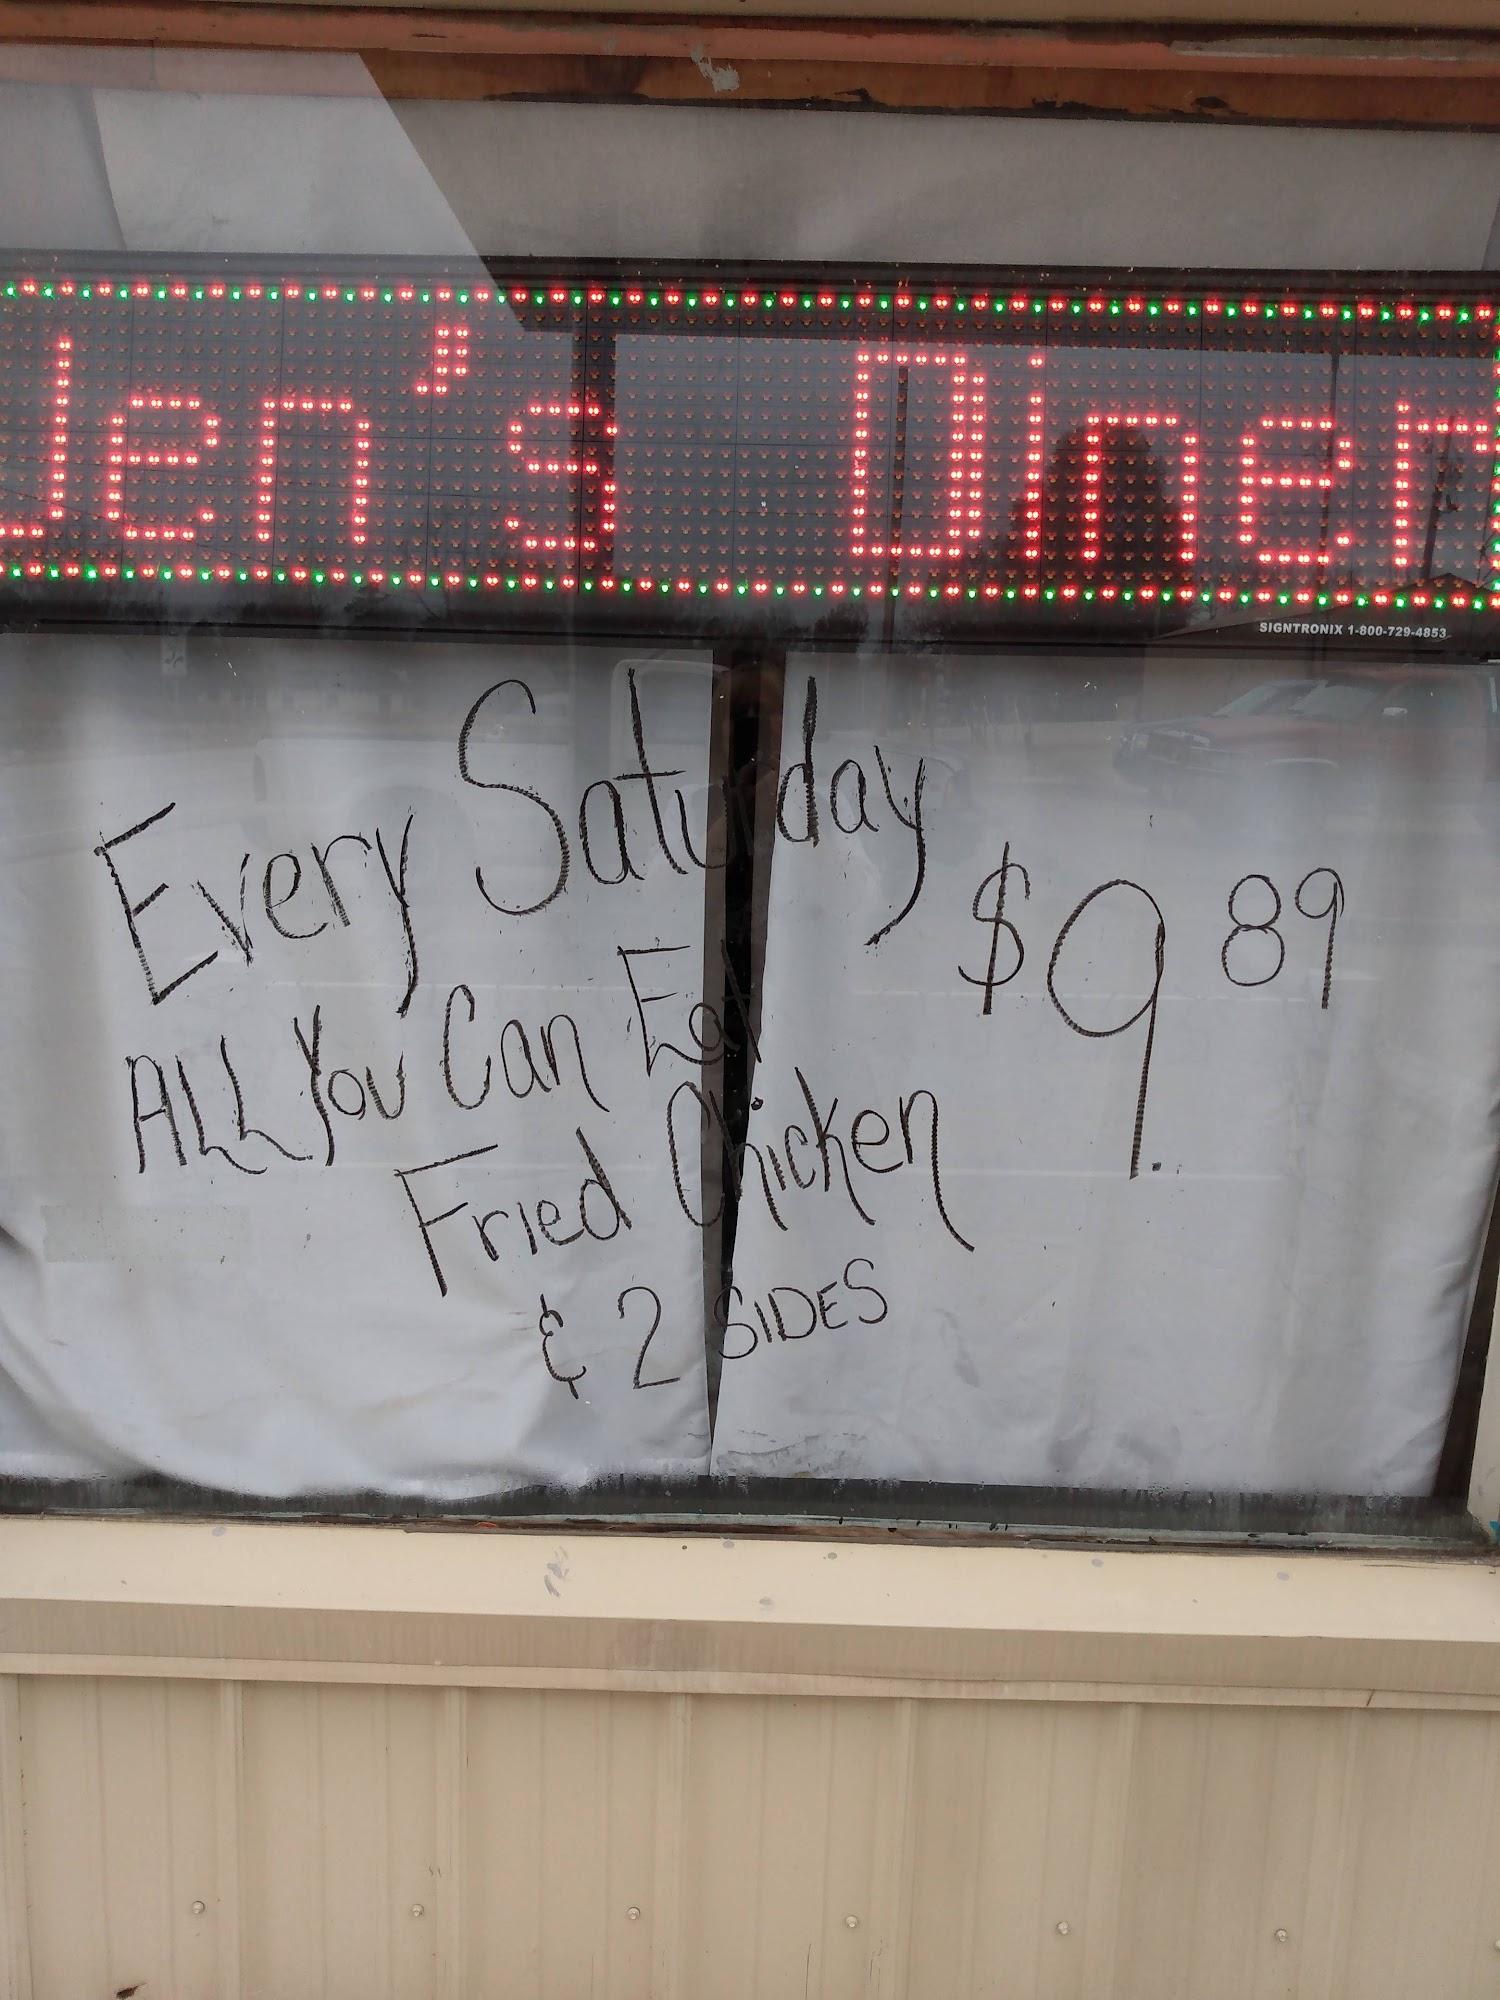 Jen's Diner
SIGNTRONIX 1-800-729-4853
Every Saturday
ALL You Can Eat
Fried Chicken
& 2 SIDES
$9.89